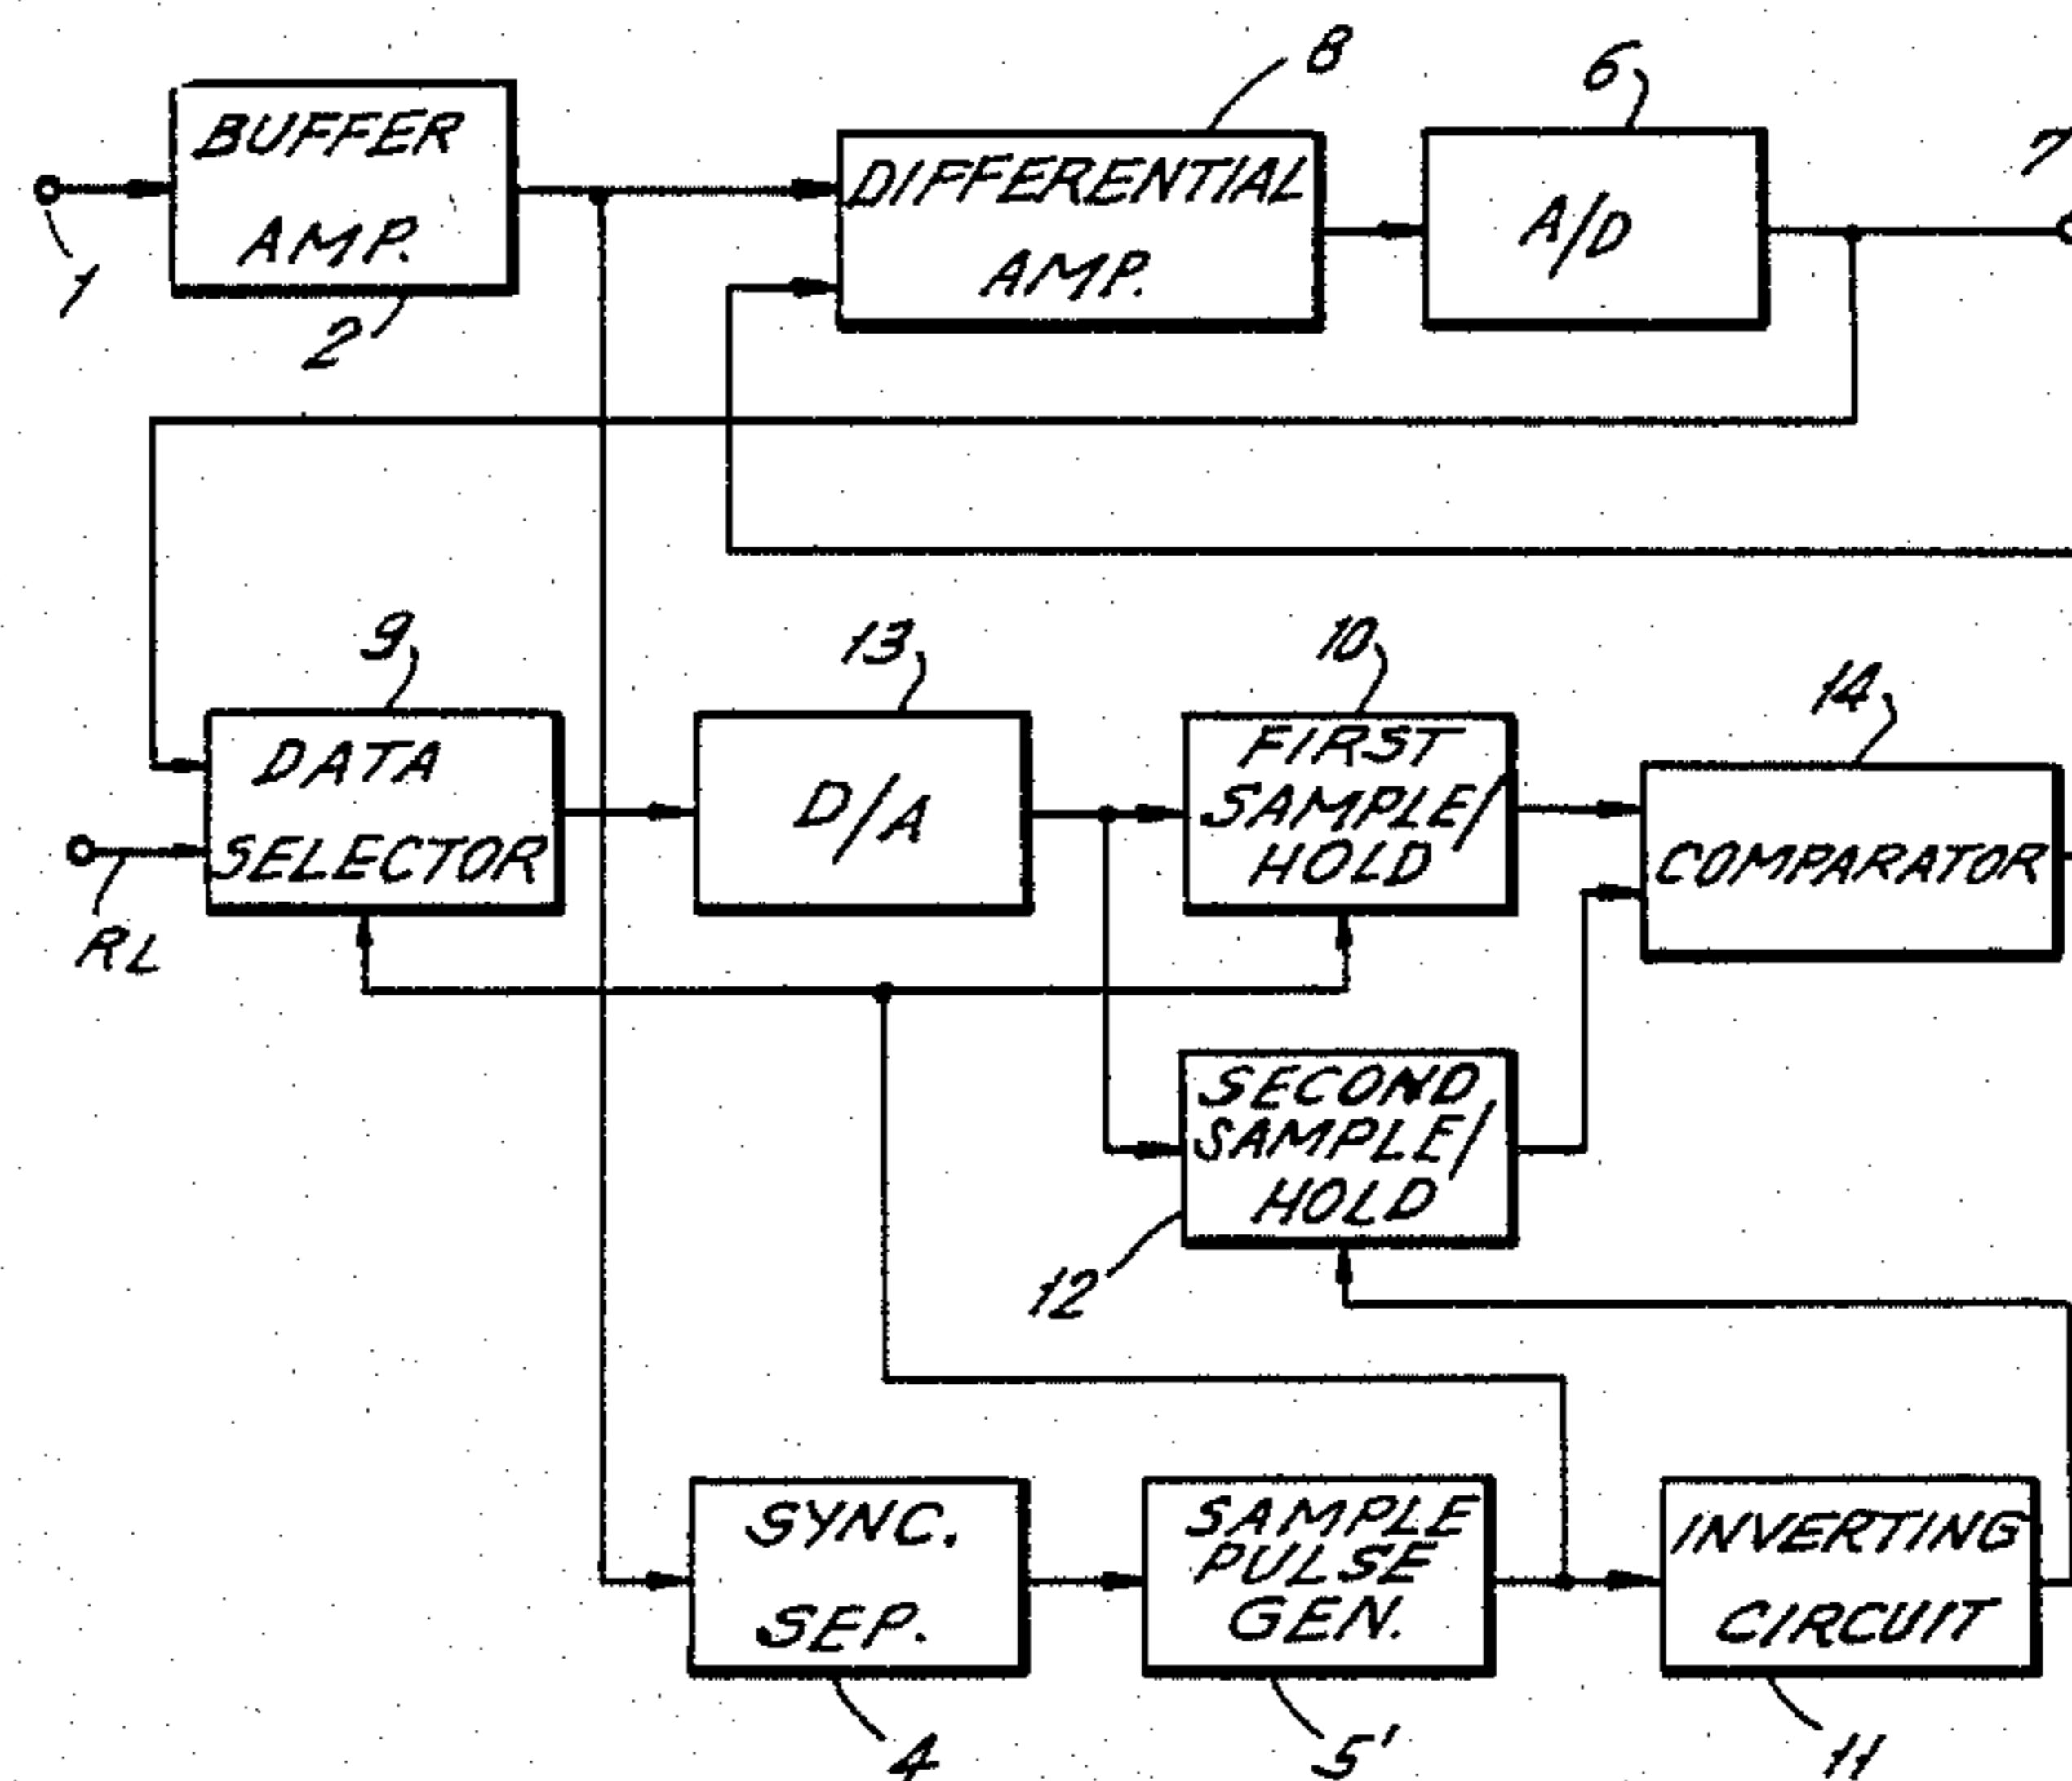 8
6
7
BUFFER
AMP.
DIFFERENTIAL
AMP.
A/D
1
2
9
13
10
14
DATA
SELECTOR
D/A
FIRST
SAMPLE/
HOLD
COMPARATOR
RL
SECOND
SAMPLE/
HOLD
12
SYNC.
SEP.
SAMPLE
PULSE
GEN.
INVERTING
CIRCUIT
4
5'
11